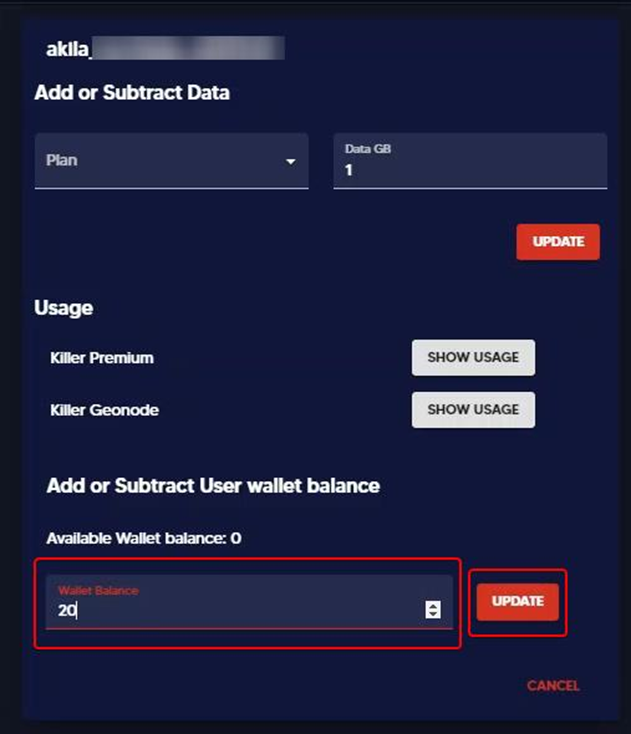 akila_
Add or Subtract Data
Plan
Data GB
1
UPDATE
Usage
Killer Premium SHOW USAGE
Killer Geonode SHOW USAGE
Add or Subtract User wallet balance
Available Wallet balance: 0
Wallet Balance
20
UPDATE
CANCEL